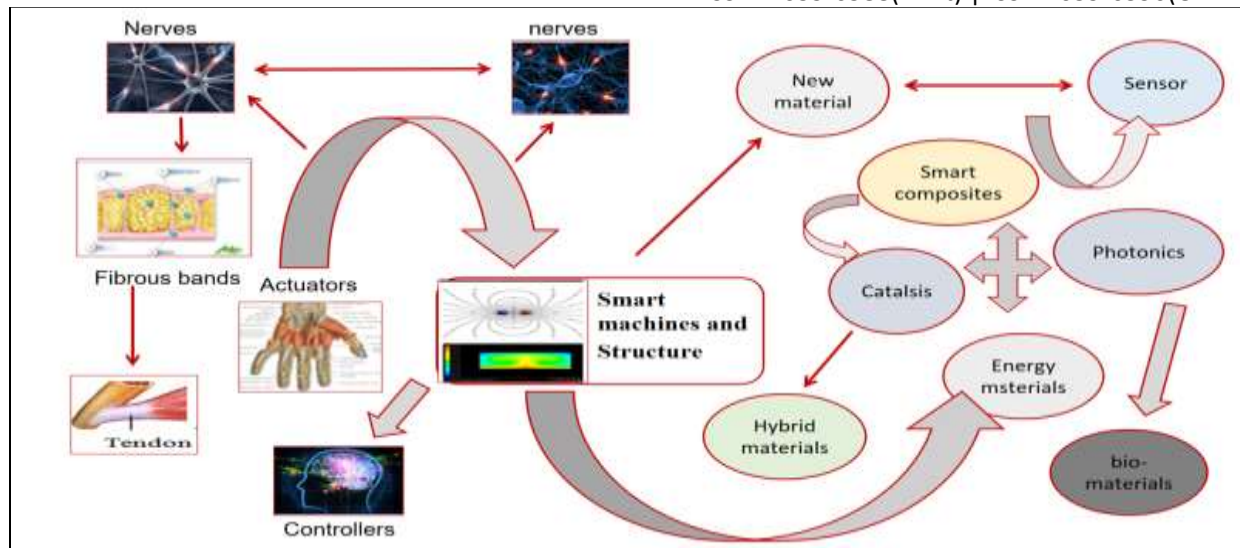 Nerves
nerves
New
material
Sensor
Smart
composites
Photonics
Fibrous bands
Actuators
Catalsis
Smart
machines and
Structure
Energy
msterials
Tendon
Hybrid
materials
bio-
materials
Controllers